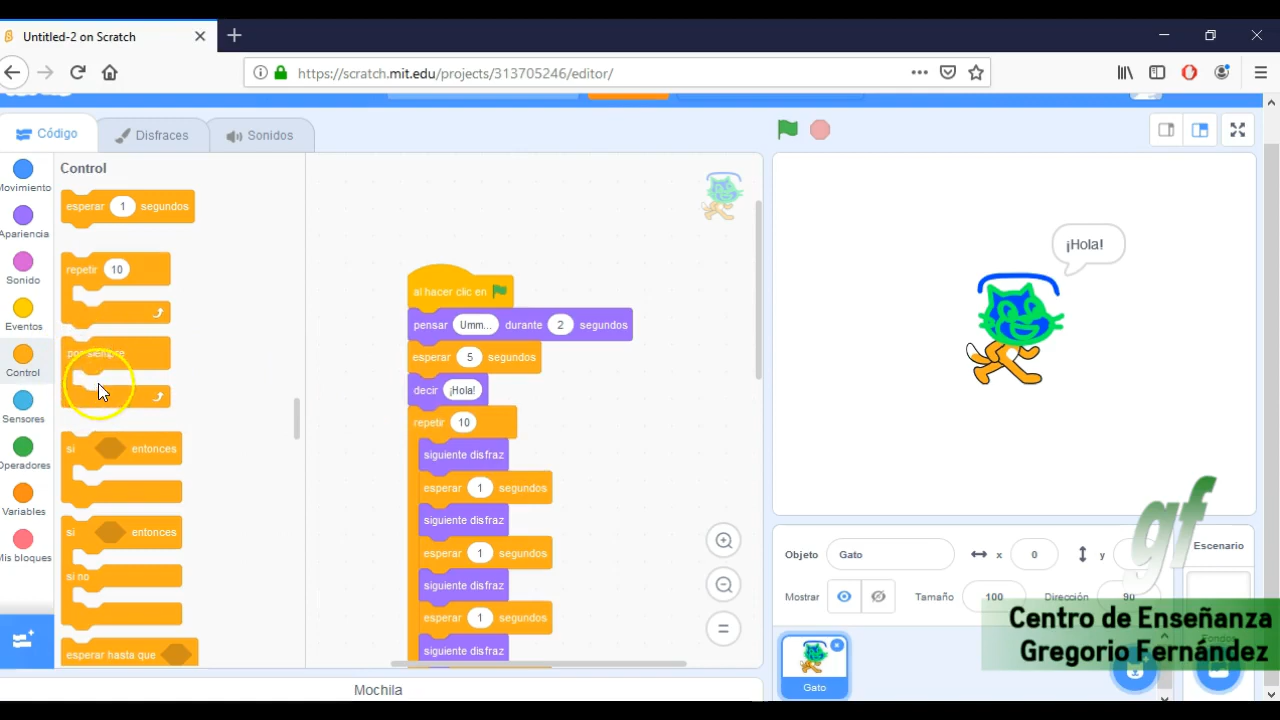 Untitled-2 on Scratch
https://scratch.mit.edu/projects/313705246/editor/
Código
Disfraces
Sonidos
Movimiento
Apariencia
Sonido
Eventos
Control
Sensores
Operadores
Variables
Mis bloques
Control
esperar 1 segundos
repetir 10
por siempre
si entonces
si entonces
si no
esperar hasta que
al hacer clic en
pensar Umm... durante 2 segundos
esperar 5 segundos
decir ¡Hola!
repetir 10
siguiente disfraz
esperar 1 segundos
siguiente disfraz
esperar 1 segundos
siguiente disfraz
esperar 1 segundos
siguiente disfraz
Mochila
¡Hola!
Objeto Gato x 0 y
Mostrar Tamaño 100 Dirección 90
Gato
Escenario
Fondos
gf
Centro de Enseñanza
Gregorio Fernández